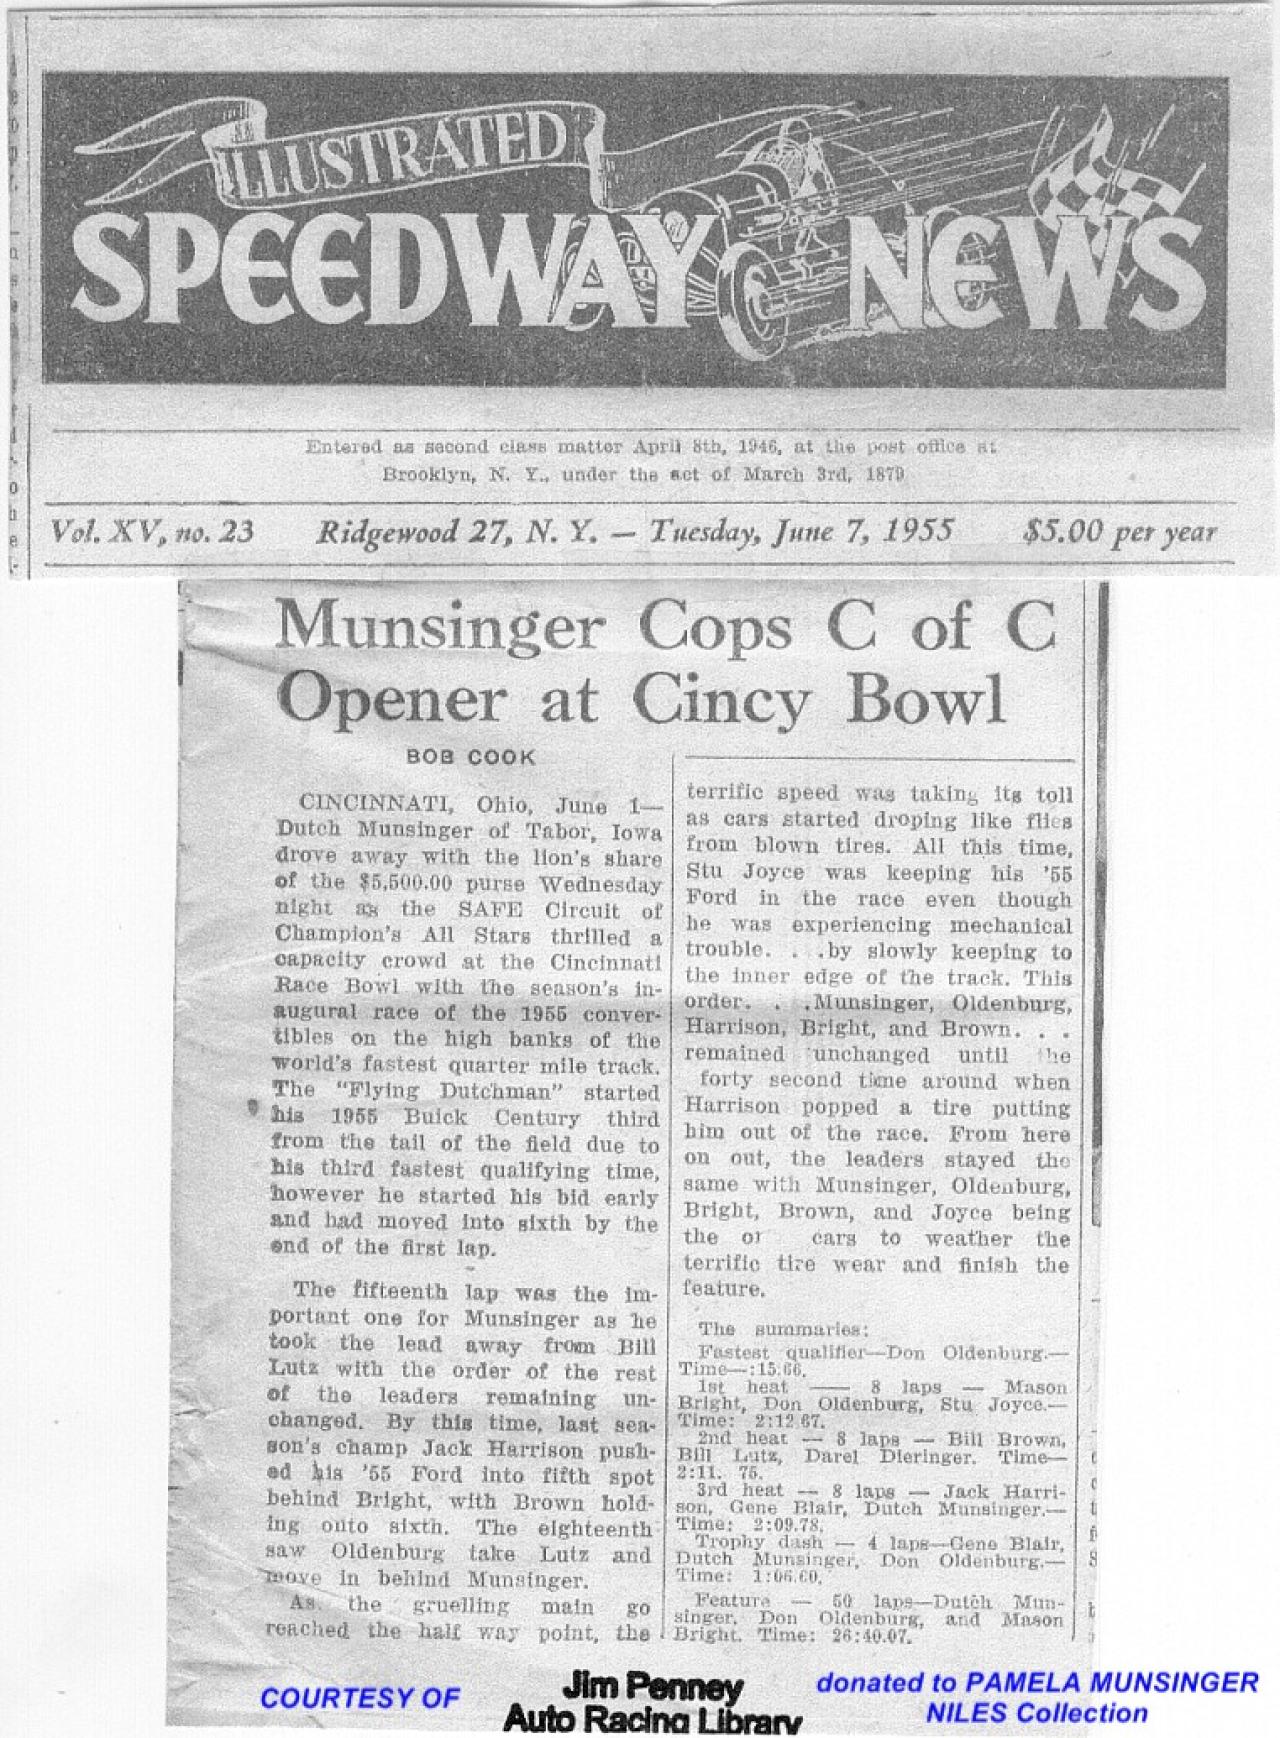 ILLUSTRATED
SPEEDWAY NEWS
Entered as second class matter April 8th, 1946, at the post office at
Brooklyn, N. Y., under the act of March 3rd, 1879
Vol. XV, no. 23 Ridgewood 27, N. Y. — Tuesday, June 7, 1955 $5.00 per year
Munsinger Cops C of C
Opener at Cincy Bowl
BOB COOK
CINCINNATI, Ohio, June 1—
Dutch Munsinger of Tabor, Iowa
drove away with the lion's share
of the $5,500.00 purse Wednesday
night as the SAFE Circuit of
Champion's All Stars thrilled a
capacity crowd at the Cincinnati
Race Bowl with the season's in-
augural race of the 1955 conver-
tibles on the high banks of the
world's fastest quarter mile track.
The "Flying Dutchman" started
his 1955 Buick Century third
from the tail of the field due to
his third fastest qualifying time,
however he started his bid early
and had moved into sixth by the
end of the first lap.
The fifteenth lap was the im-
portant one for Munsinger as he
took the lead away from Bill
Lutz with the order of the rest
of the leaders remaining un-
changed. By this time, last sea-
son's champ Jack Harrison push-
ed his '55 Ford into fifth spot
behind Bright, with Brown hold-
ing onto sixth. The eighteenth
saw Oldenburg take Lutz and
move in behind Munsinger.
As the gruelling main go
reached the half way point, the
terrific speed was taking its toll
as cars started droping like flies
from blown tires. All this time,
Stu Joyce was keeping his '55
Ford in the race even though
he was experiencing mechanical
trouble. . .by slowly keeping to
the inner edge of the track. This
order. . .Munsinger, Oldenburg,
Harrison, Bright, and Brown. . .
remained unchanged until he
forty second time around when
Harrison popped a tire putting
him out of the race. From here
on out, the leaders stayed the
same with Munsinger, Oldenburg,
Bright, Brown, and Joyce being
the cars to weather the
terrific tire wear and finish the
feature.
The summaries:
Fastest qualifier—Don Oldenburg.—
Time—:15.66.
1st heat — 8 laps — Mason
Bright, Don Oldenburg, Stu Joyce.—
Time: 2:12.67.
2nd heat — 8 laps — Bill Brown,
Bill Lutz, Darel Dieringer. Time—
2:11. 75.
3rd heat — 8 laps — Jack Harri-
son, Gene Blair, Dutch Munsinger.—
Time: 2:09.78.
Trophy dash — 4 laps—Gene Blair,
Dutch Munsinger, Don Oldenburg.—
Time: 1:06.60.
Feature — 50 laps—Dutch Mun-
singer, Don Oldenburg, and Mason
Bright. Time: 26:40.07.
COURTESY OF
Jim Penney
Auto Racing Library
donated to PAMELA MUNSINGER
NILES Collection